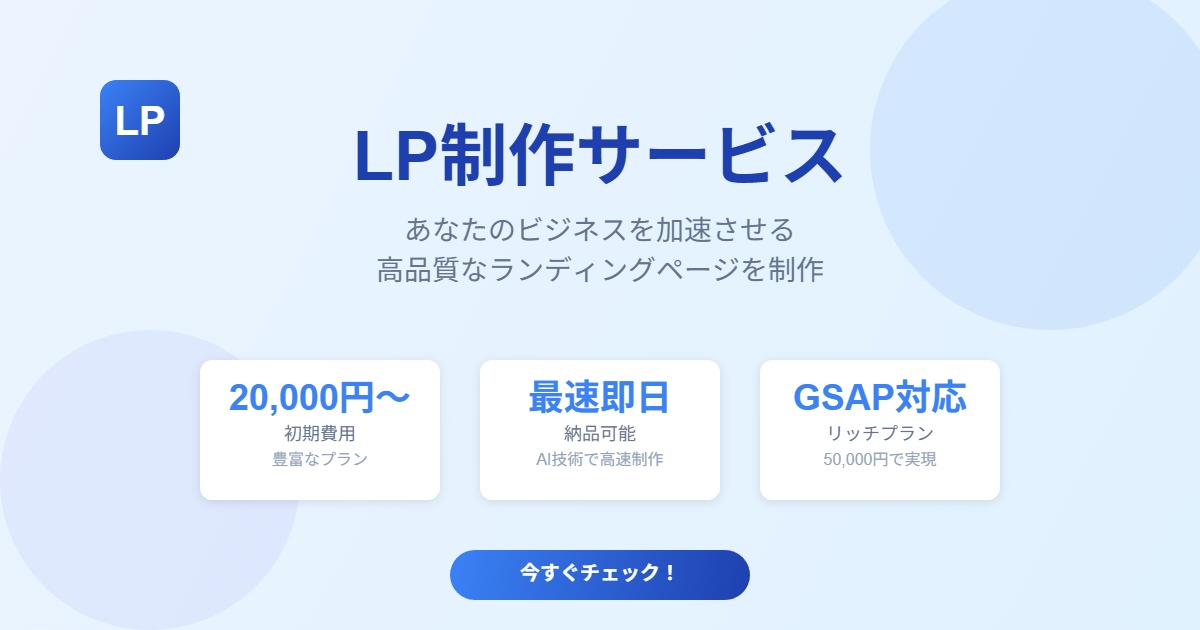 LP
LP制作サービス
あなたのビジネスを加速させる
高品質なランディングページを制作
20,000円〜
初期費用
豊富なプラン
最速即日
納品可能
AI技術で高速制作
GSAP対応
リッチプラン
50,000円で実現
今すぐチェック！